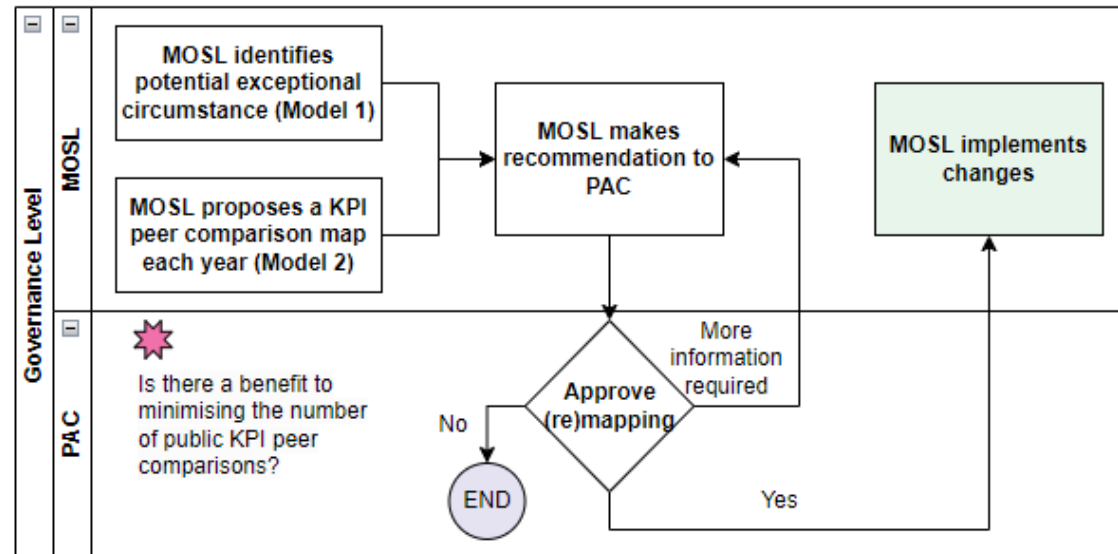 Governance Level
MOSL
MOSL identifies
potential exceptional
circumstance (Model 1)
MOSL proposes a KPI
peer comparison map
each year (Model 2)
MOSL makes
recommendation to
PAC
MOSL implements
changes
PAC
Is there a benefit to
minimising the number
of public KPI peer
comparisons?
Approve
(re)mapping
More
information
required
No
END
Yes